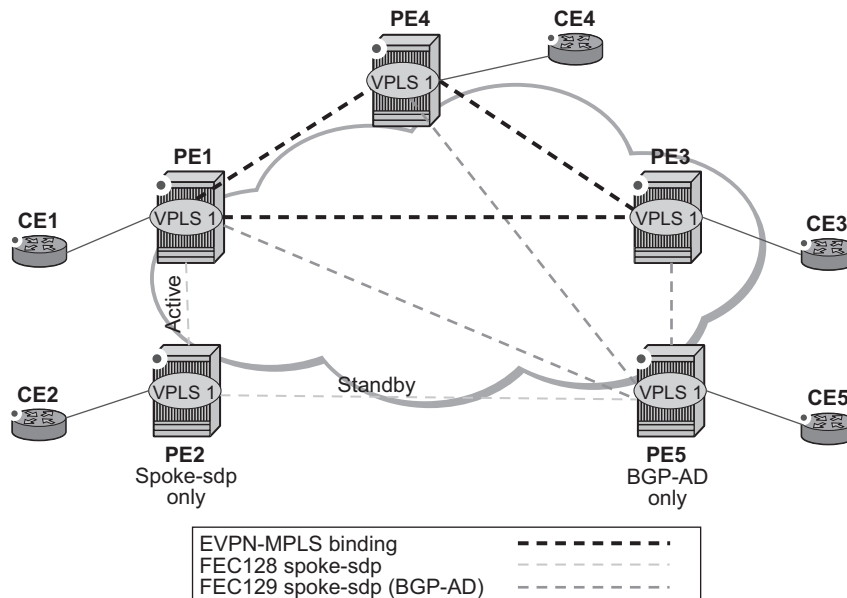 PE4
CE4
VPLS 1
PE1
PE3
CE1
VPLS 1
VPLS 1
CE3
Active
Standby
CE2
VPLS 1
VPLS 1
CE5
PE2
Spoke-sdp
only
PE5
BGP-AD
only
EVPN-MPLS binding
FEC128 spoke-sdp
FEC129 spoke-sdp (BGP-AD)